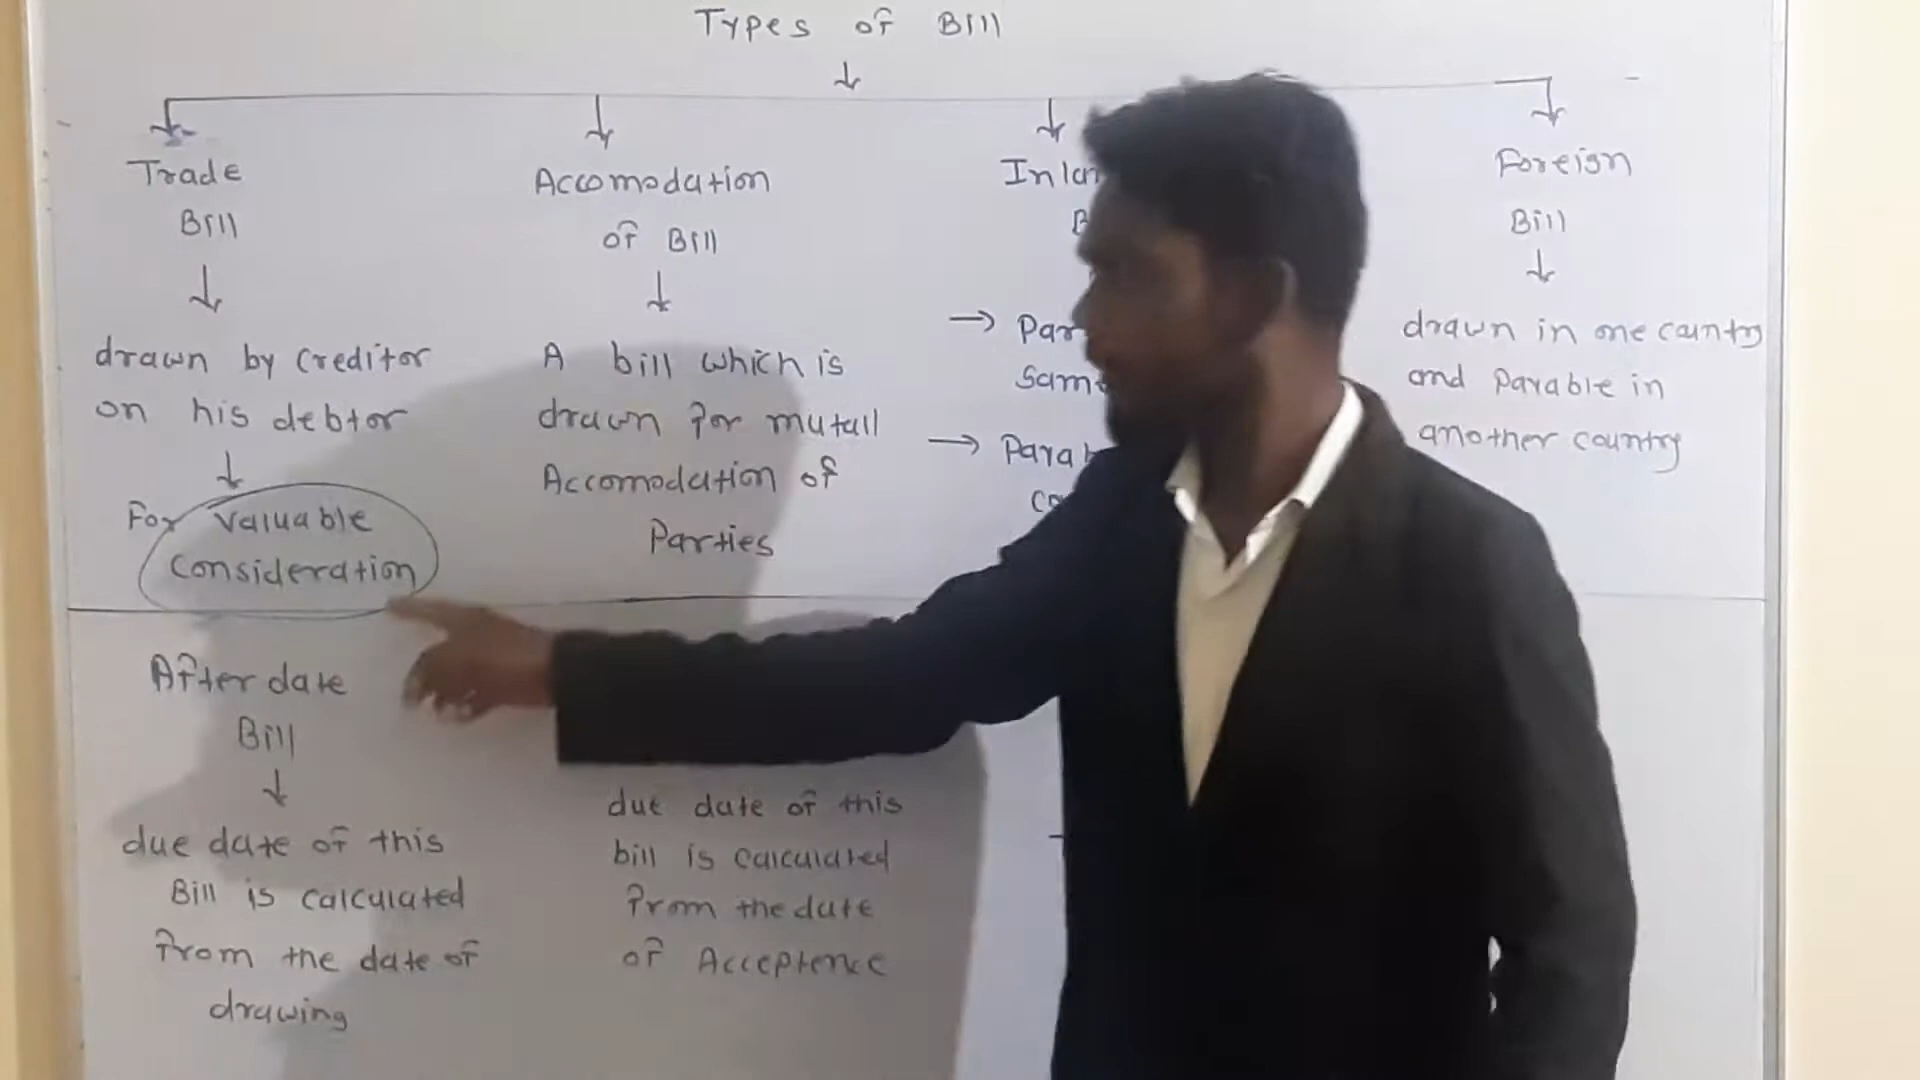 Types of Bill
Trade
Bill
drawn by Creditor
on his debtor
For Valuable
Consideration
Accomodation
of Bill
A bill which is
drawn for mutall
Accomodation of
Parties
Foreign
Bill
drawn in one cuntry
and Payable in
another country
After date
Bill
due date of this
Bill is Calculated
from the date of
drawing
due date of this
bill is Calculated
from the date
of Acceptence